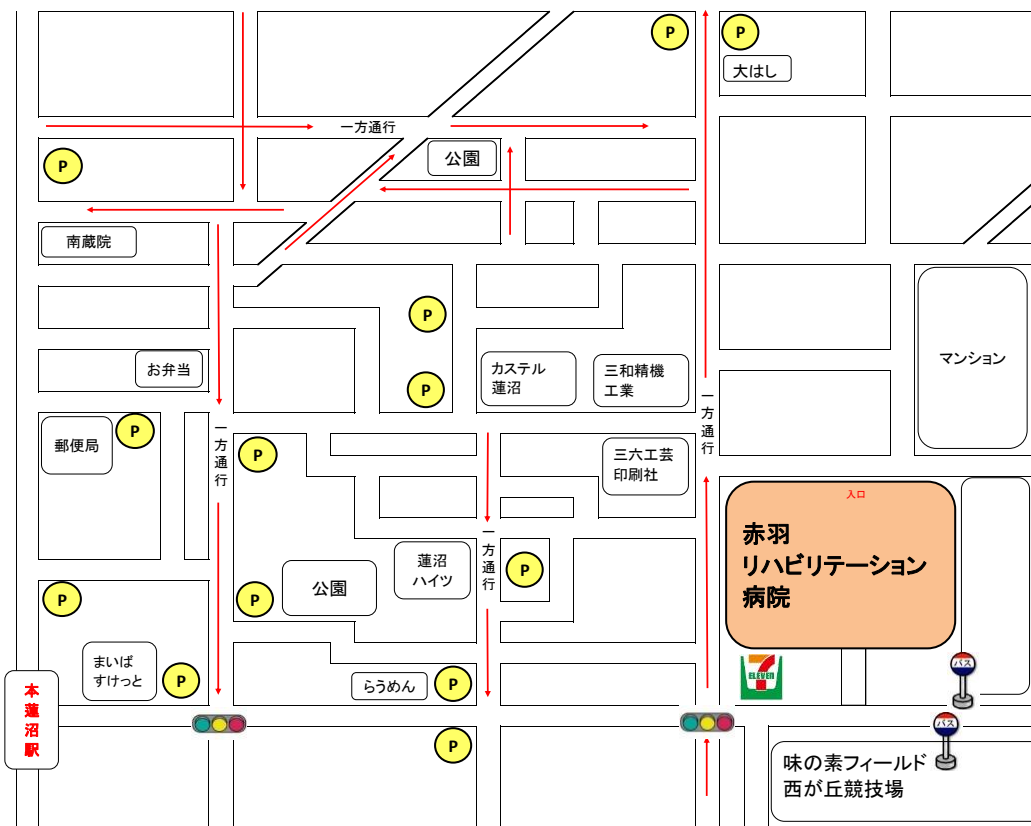 P
P
大はし
一方通行
P
公園
南蔵院
P
お弁当
P
カステル
蓮沼
三和精機
工業
マンション
一方通行
郵便局
P
一方通行
P
三六工芸
印刷社
入口
赤羽
リハビリテーション
病院
一方通行
蓮沼
ハイツ
P
P
P
公園
まいば
すけっと
P
らうめん
P
ELEVEN
バス
本蓮沼駅
バス
P
味の素フィールド
西が丘競技場